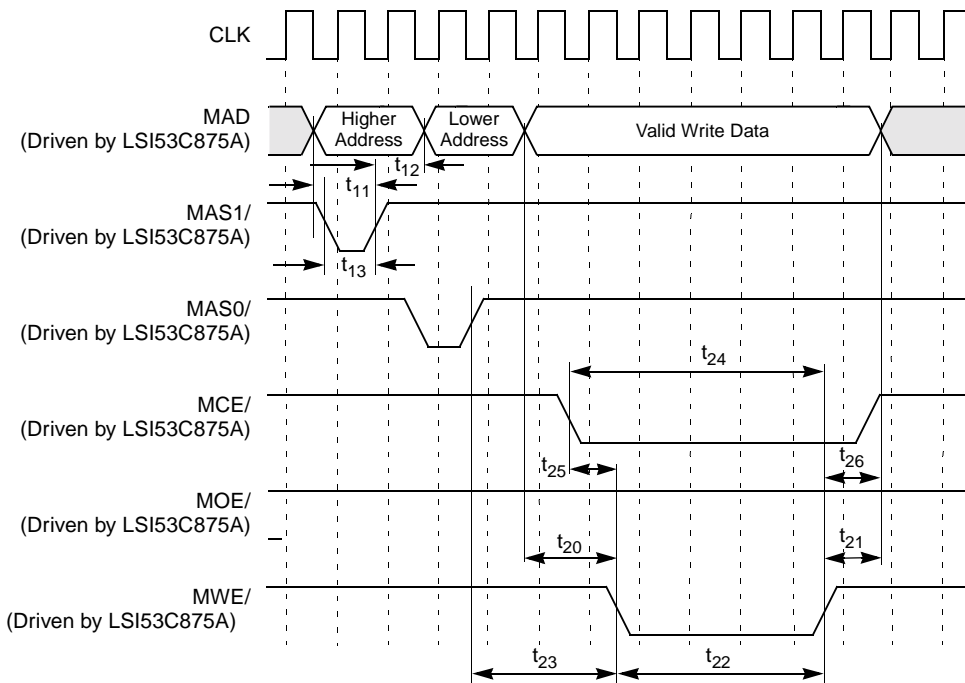 CLK
MAD
(Driven by LSI53C875A)
Higher
Address
Lower
Address
Valid Write Data
t12
t11
MAS1/
(Driven by LSI53C875A)
t13
MAS0/
(Driven by LSI53C875A)
t24
MCE/
(Driven by LSI53C875A)
t25
t26
MOE/
(Driven by LSI53C875A)
t20
t21
MWE/
(Driven by LSI53C875A)
t23
t22